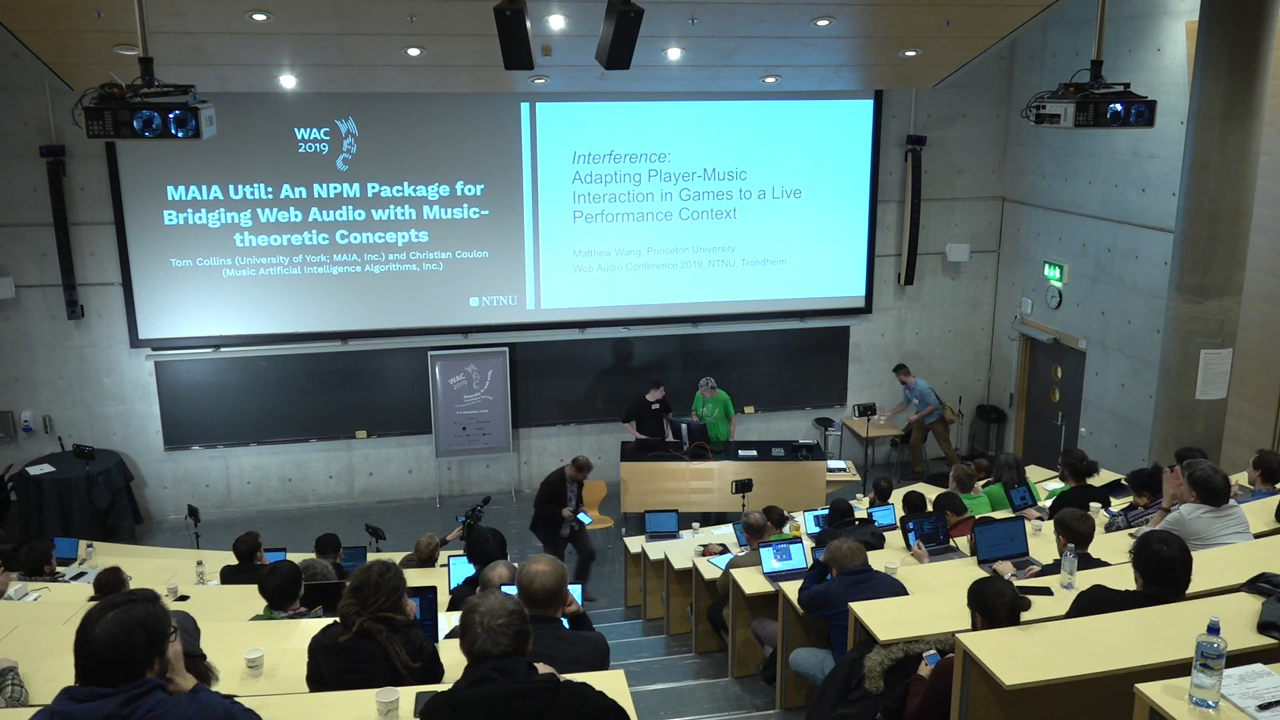 WAC
2019
MAIA Util: An NPM Package for
Bridging Web Audio with Music-
theoretic Concepts
Tom Collins (University of York; MAIA, Inc.) and Christian Coulon
(Music Artificial Intelligence Algorithms, Inc.)
NTNU
Interference:
Adapting Player-Music
Interaction in Games to a Live
Performance Context
Matthew Wang, Princeton University
Web Audio Conference 2019, NTNU, Trondheim
WAC
2019